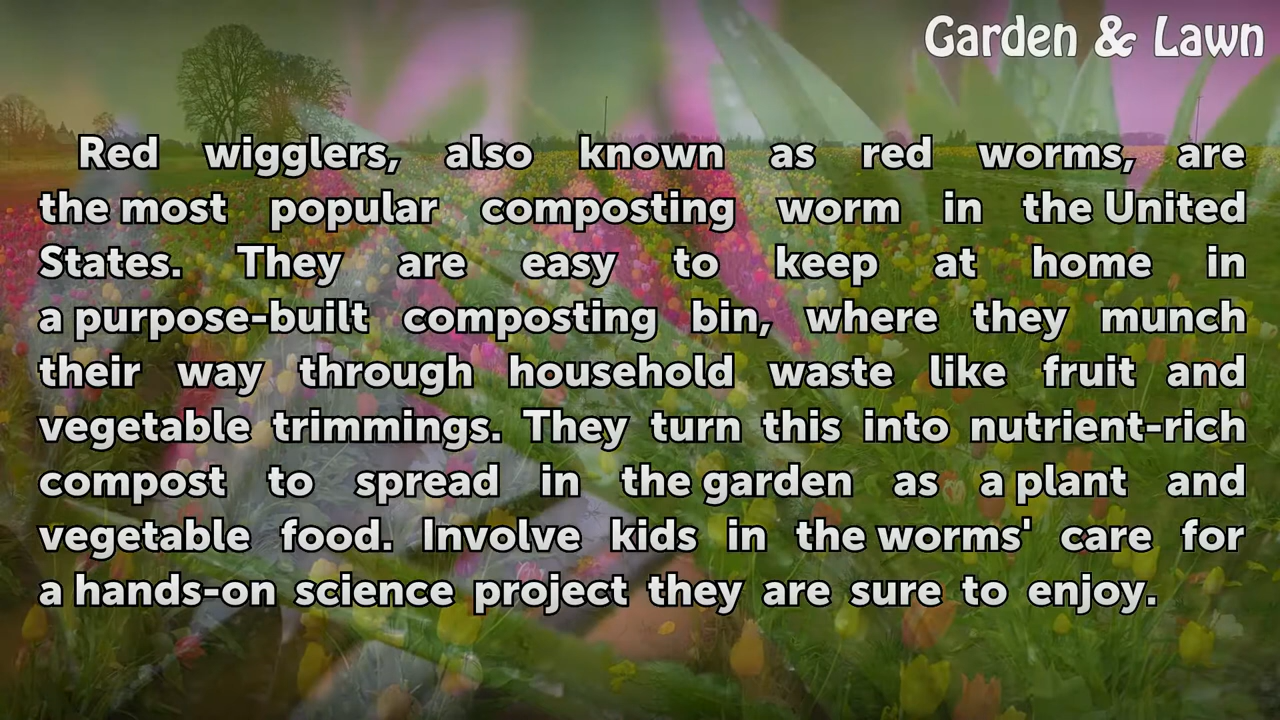 Garden & Lawn
Red wigglers, also known as red worms, are
the most popular composting worm in the United
States. They are easy to keep at home in
a purpose-built composting bin, where they munch
their way through household waste like fruit and
vegetable trimmings. They turn this into nutrient-rich
compost to spread in the garden as a plant and
vegetable food. Involve kids in the worms' care for
a hands-on science project they are sure to enjoy.